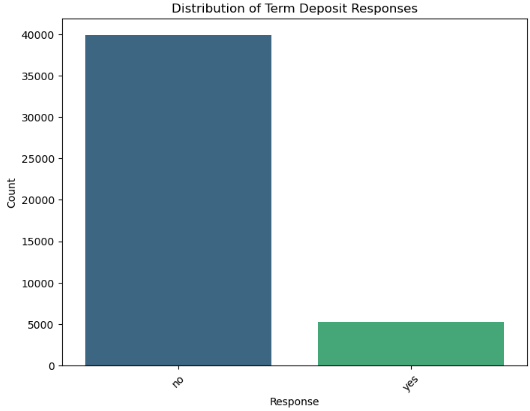 Distribution of Term Deposit Responses
40000
35000
30000
25000
20000
15000
10000
5000
0
Count
no
yes
Response